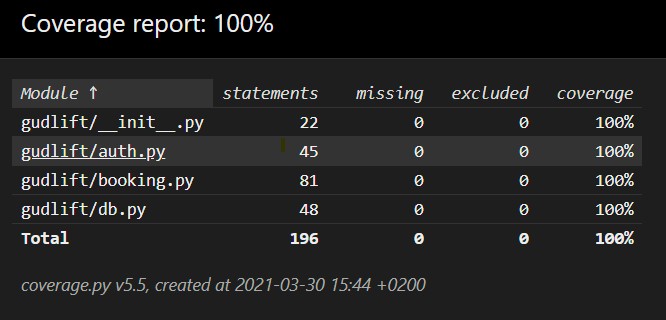 Coverage report: 100%
Module ↑ statements missing excluded coverage
gudlift/__init__.py 22 0 0 100%
gudlift/auth.py 45 0 0 100%
gudlift/booking.py 81 0 0 100%
gudlift/db.py 48 0 0 100%
Total 196 0 0 100%
coverage.py v5.5, created at 2021-03-30 15:44 +0200